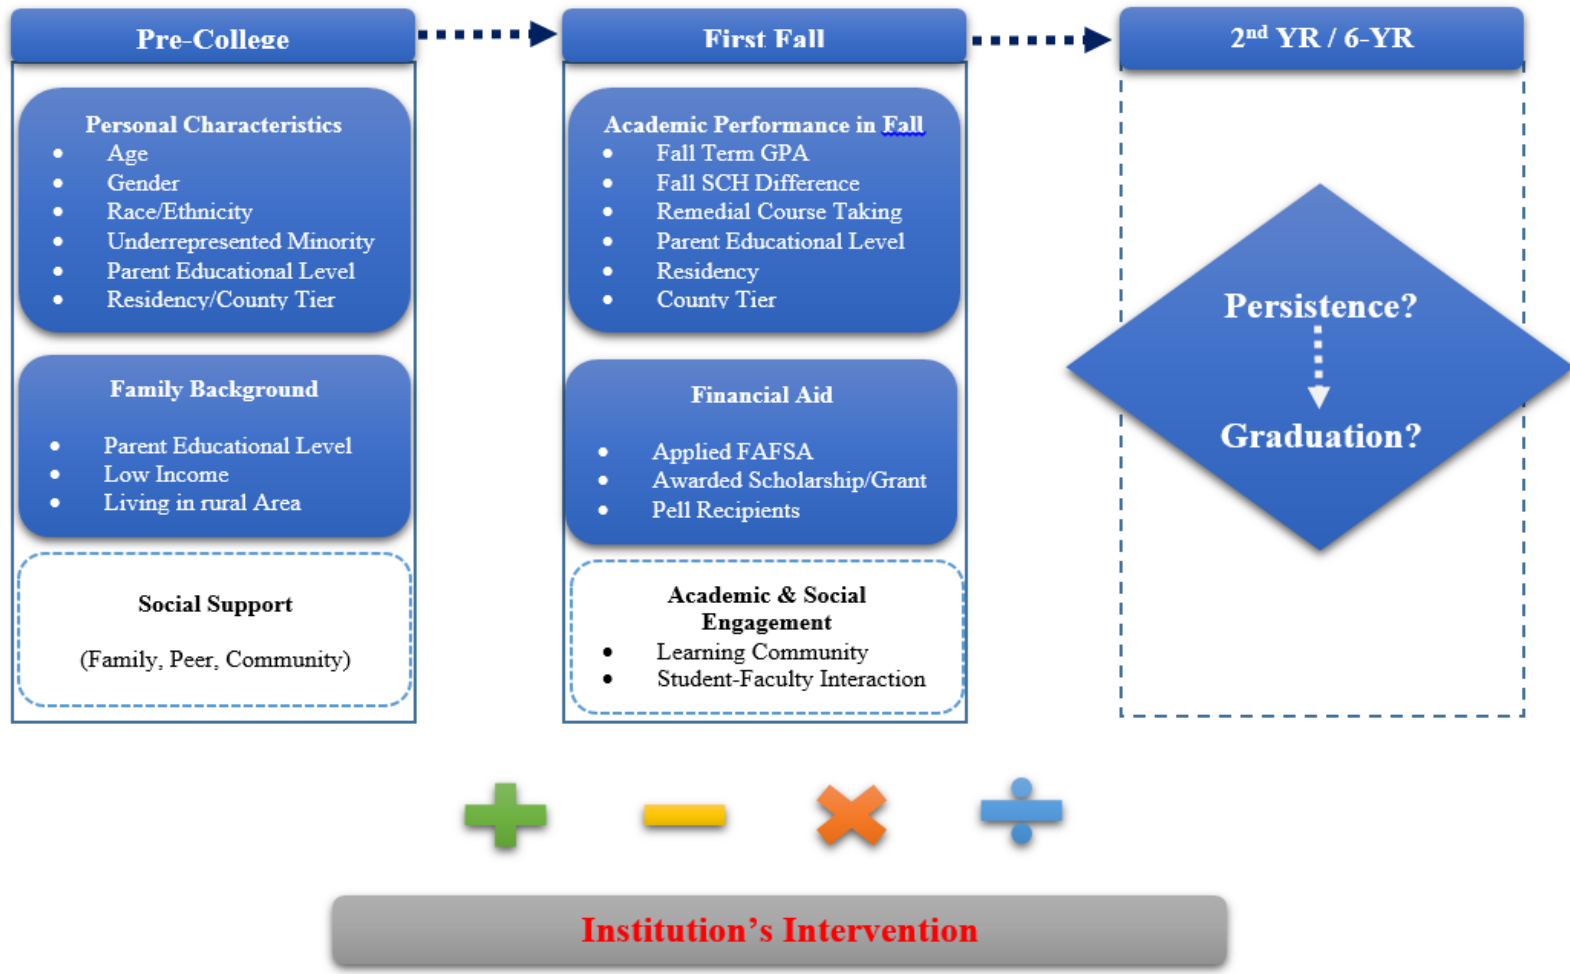 Pre-College
Personal Characteristics
• Age
• Gender
• Race/Ethnicity
• Underrepresented Minority
• Parent Educational Level
• Residency/County Tier
Family Background
• Parent Educational Level
• Low Income
• Living in rural Area
Social Support
(Family, Peer, Community)
First Fall
Academic Performance in Fall
• Fall Term GPA
• Fall SCH Difference
• Remedial Course Taking
• Parent Educational Level
• Residency
• County Tier
Financial Aid
• Applied FAFSA
• Awarded Scholarship/Grant
• Pell Recipients
Academic & Social
Engagement
• Learning Community
• Student-Faculty Interaction
2nd YR / 6-YR
Persistence?
Graduation?
Institution's Intervention